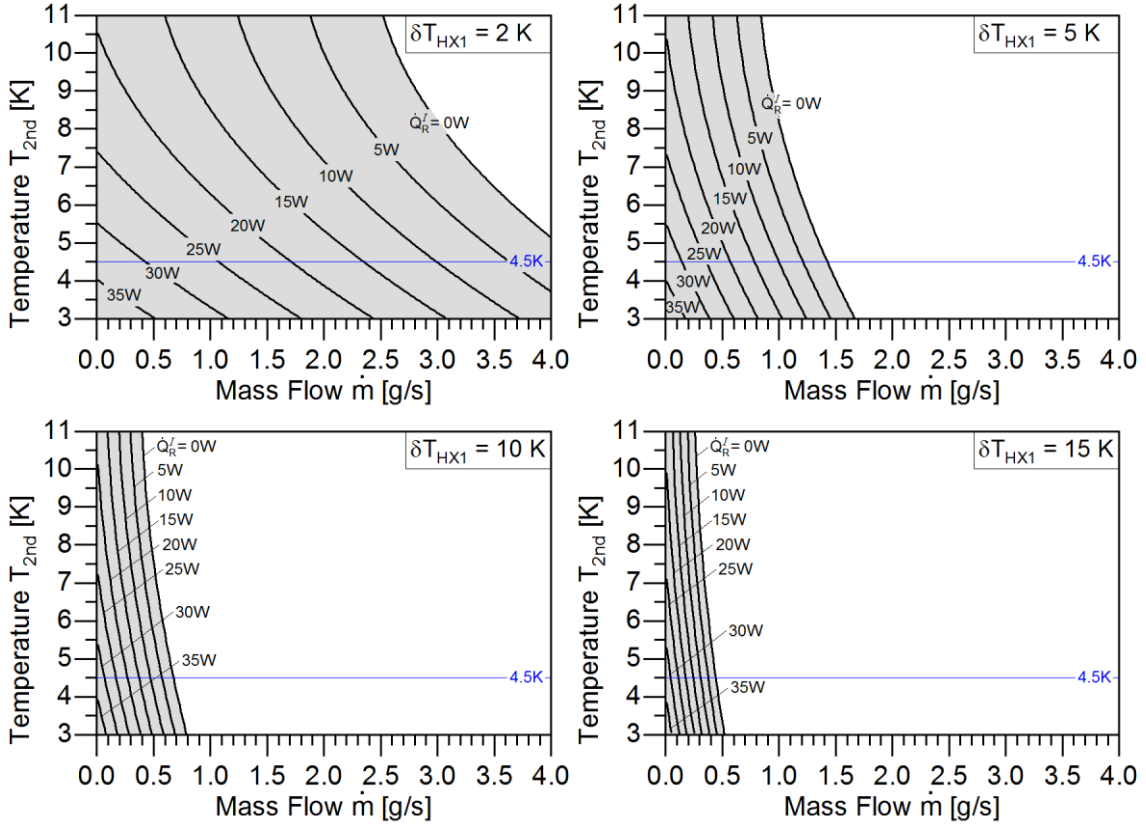 δT_HX1 = 2 K
Temperature T_2nd [K]
11
10
9
8
7
6
5
4
3
Q̇_R^I = 0W
5W
10W
15W
20W
25W
30W
35W
4.5K
0.0 0.5 1.0 1.5 2.0 2.5 3.0 3.5 4.0
Mass Flow ṁ [g/s]
δT_HX1 = 5 K
Temperature T_2nd [K]
11
10
9
8
7
6
5
4
3
Q̇_R^I = 0W
5W
10W
15W
20W
25W
30W
35W
4.5K
0.0 0.5 1.0 1.5 2.0 2.5 3.0 3.5 4.0
Mass Flow ṁ [g/s]
δT_HX1 = 10 K
Temperature T_2nd [K]
11
10
9
8
7
6
5
4
3
Q̇_R^I = 0W
5W
10W
15W
20W
25W
30W
35W
4.5K
0.0 0.5 1.0 1.5 2.0 2.5 3.0 3.5 4.0
Mass Flow ṁ [g/s]
δT_HX1 = 15 K
Temperature T_2nd [K]
11
10
9
8
7
6
5
4
3
Q̇_R^I = 0W
5W
10W
15W
20W
25W
30W
35W
4.5K
0.0 0.5 1.0 1.5 2.0 2.5 3.0 3.5 4.0
Mass Flow ṁ [g/s]